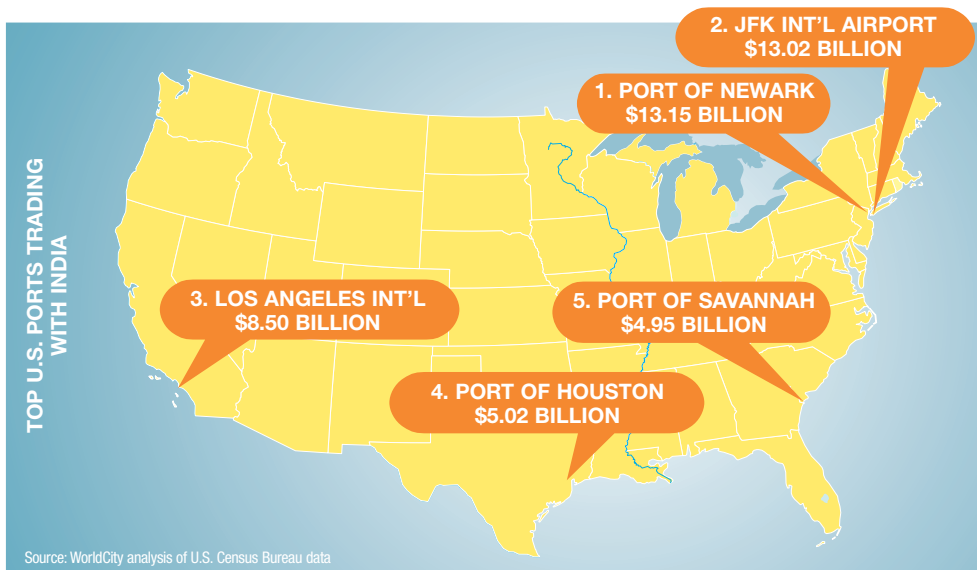 TOP U.S. PORTS TRADING
WITH INDIA
2. JFK INT'L AIRPORT
$13.02 BILLION
1. PORT OF NEWARK
$13.15 BILLION
3. LOS ANGELES INT'L
$8.50 BILLION
5. PORT OF SAVANNAH
$4.95 BILLION
4. PORT OF HOUSTON
$5.02 BILLION
Source: WorldCity analysis of U.S. Census Bureau data